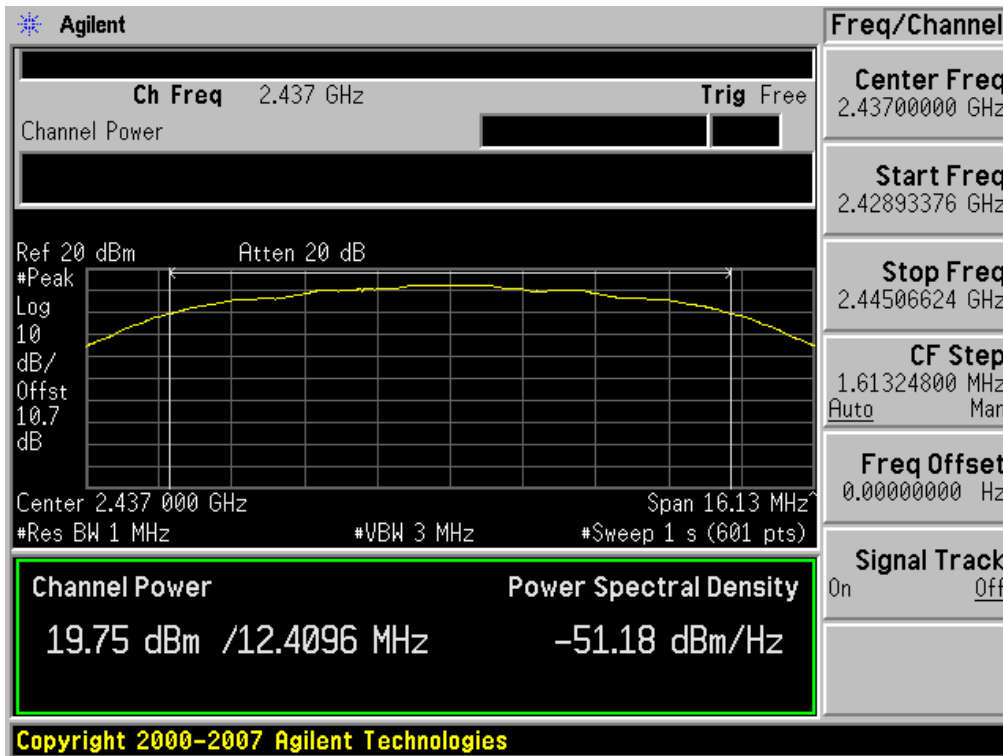 Agilent
Freq/Channel
Ch Freq 2.437 GHz
Trig Free
Channel Power
Ref 20 dBm
Atten 20 dB
#Peak
Log
10
dB/
Offst
10.7
dB
Center 2.437 000 GHz
Span 16.13 MHz^
#Res BW 1 MHz
#VBW 3 MHz
#Sweep 1 s (601 pts)
Channel Power
Power Spectral Density
19.75 dBm /12.4096 MHz
-51.18 dBm/Hz
Copyright 2000-2007 Agilent Technologies
Center Freq
2.43700000 GHz
Start Freq
2.42893376 GHz
Stop Freq
2.44506624 GHz
CF Step
1.61324800 MHz
Auto Man
Freq Offset
0.00000000 Hz
Signal Track
On Off